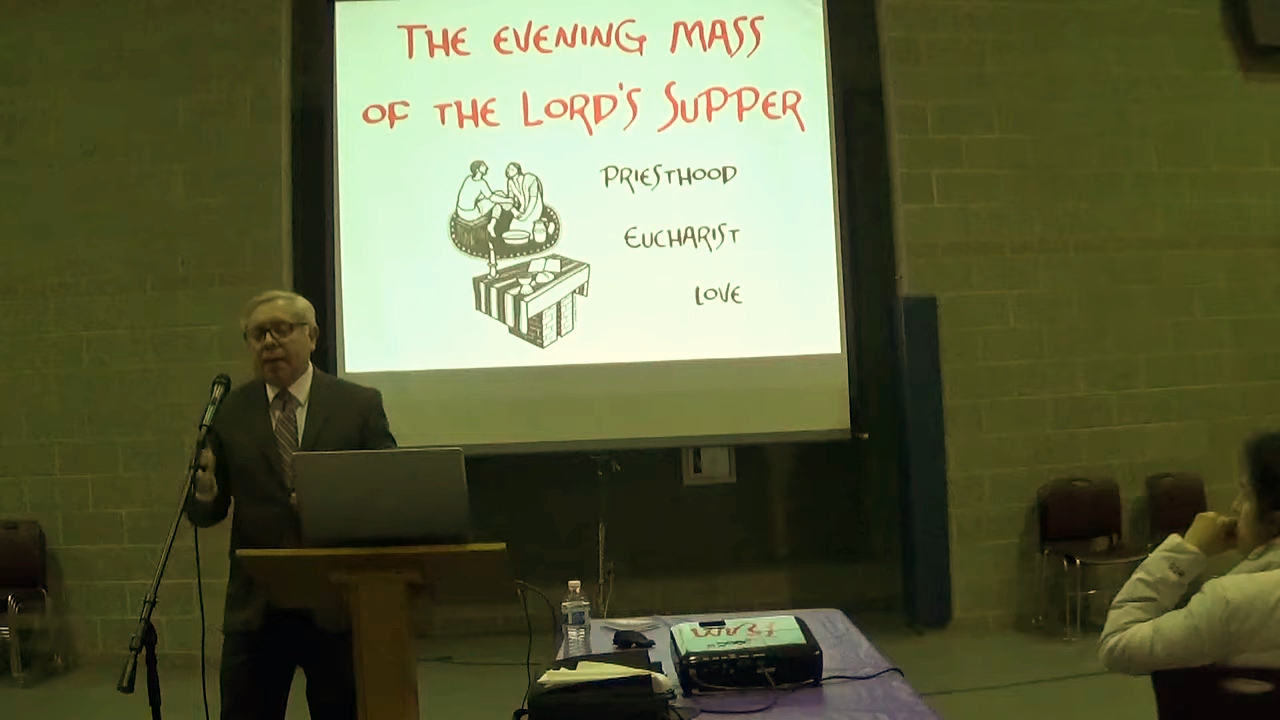 THE EVENING MASS
OF THE LORD'S SUPPER
PRIESTHOOD
EUCHARIST
LOVE